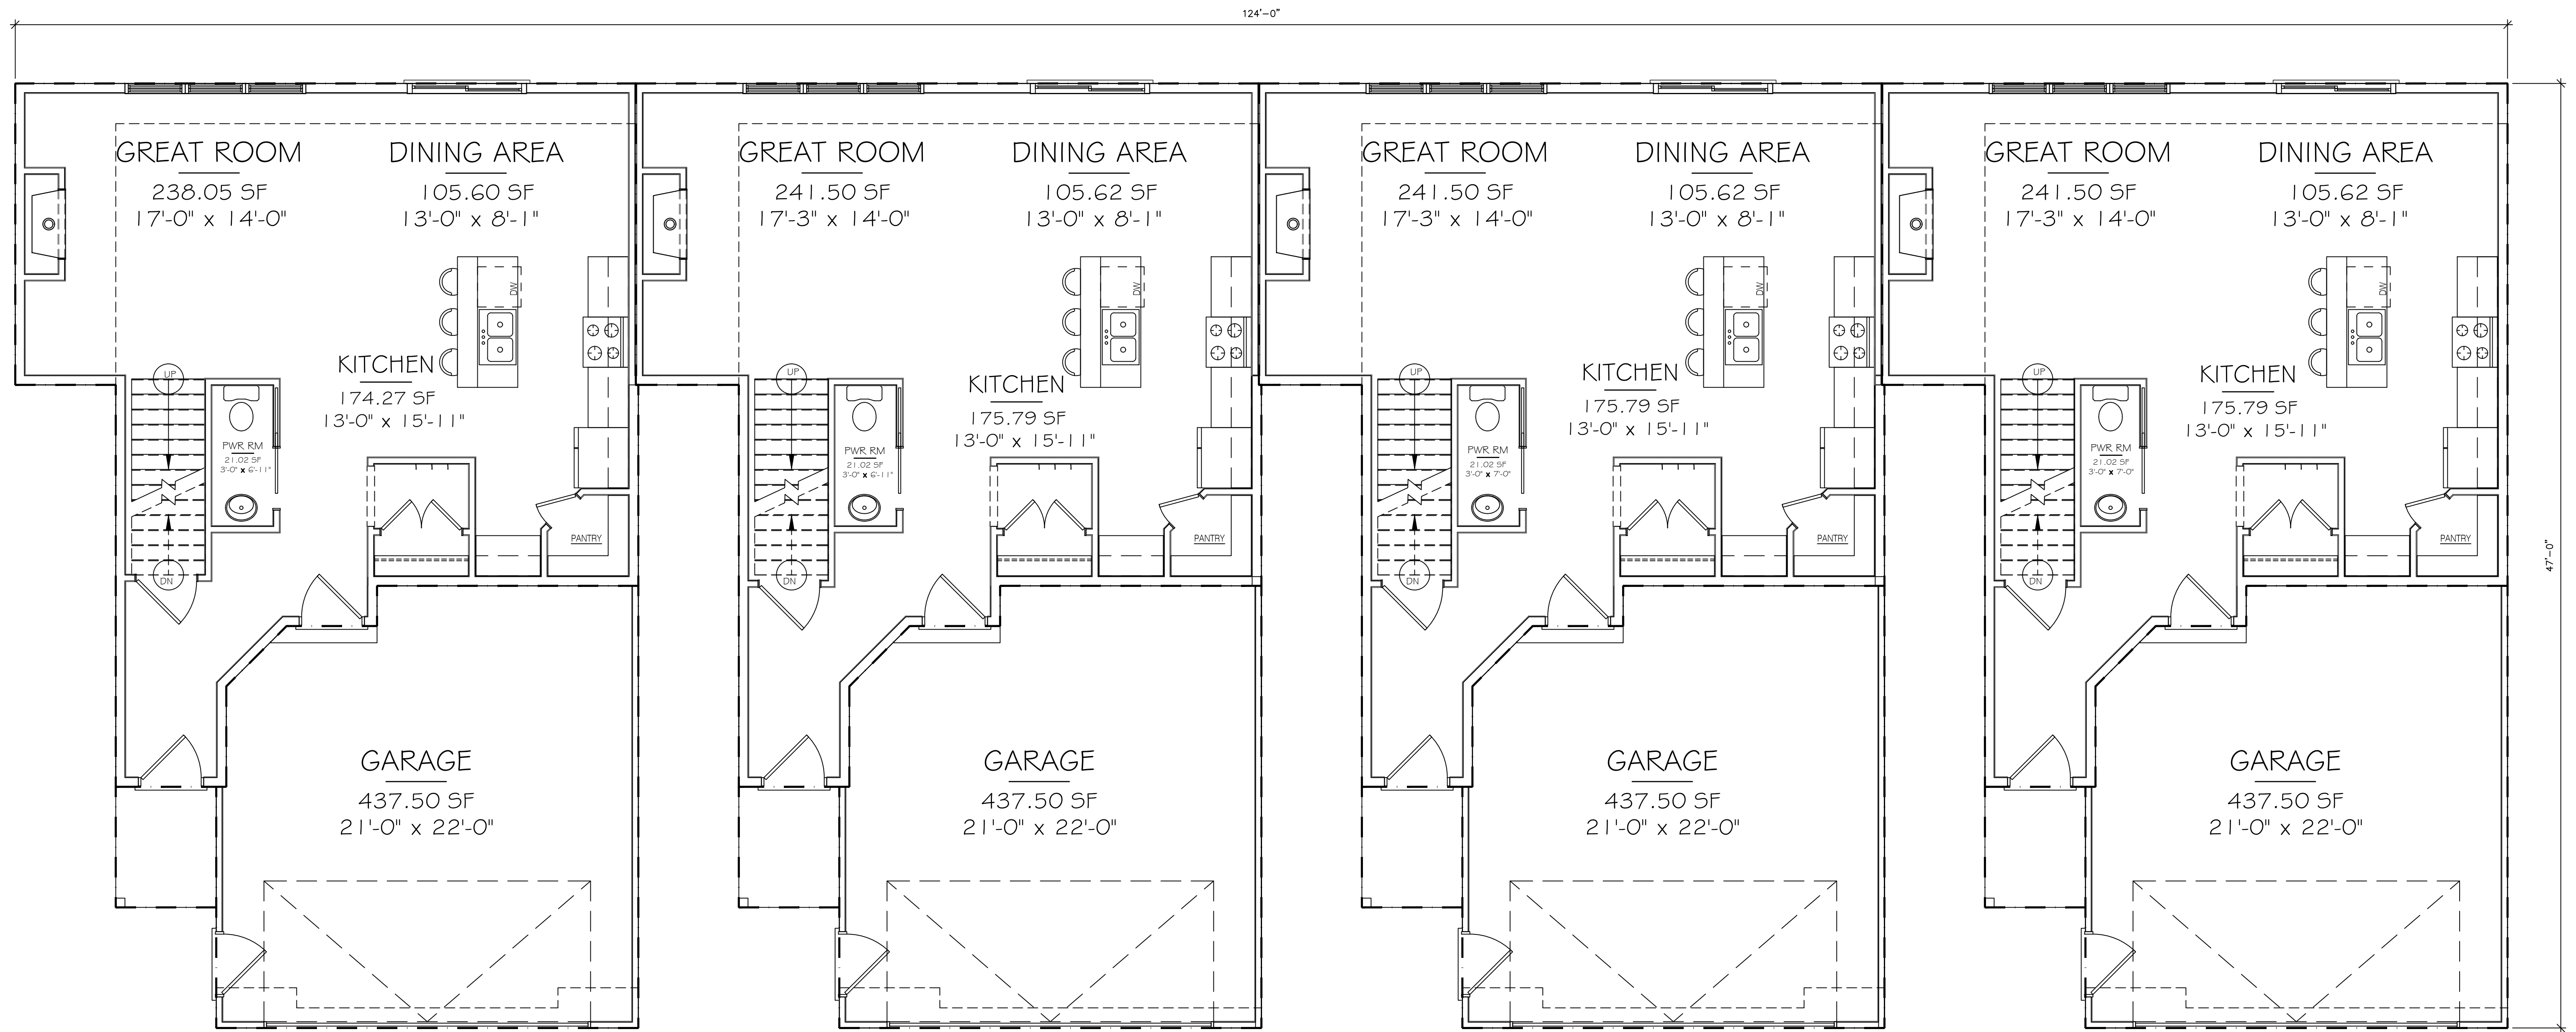 124'-0"
GREAT ROOM
238.05 SF
17'-0" x 14'-0"
DINING AREA
105.60 SF
13'-0" x 8'-1"
DW
KITCHEN
174.27 SF
13'-0" x 15'-11"
UP
PWR RM
21.02 SF
3'-0" x 6'-11"
DN
PANTRY
GARAGE
437.50 SF
21'-0" x 22'-0"
GREAT ROOM
241.50 SF
17'-3" x 14'-0"
DINING AREA
105.62 SF
13'-0" x 8'-1"
DW
KITCHEN
175.79 SF
13'-0" x 15'-11"
UP
PWR RM
21.02 SF
3'-0" x 6'-11"
DN
PANTRY
GARAGE
437.50 SF
21'-0" x 22'-0"
GREAT ROOM
241.50 SF
17'-3" x 14'-0"
DINING AREA
105.62 SF
13'-0" x 8'-1"
DW
KITCHEN
175.79 SF
13'-0" x 15'-11"
UP
PWR RM
21.02 SF
3'-0" x 7'-0"
DN
PANTRY
GARAGE
437.50 SF
21'-0" x 22'-0"
GREAT ROOM
241.50 SF
17'-3" x 14'-0"
DINING AREA
105.62 SF
13'-0" x 8'-1"
DW
KITCHEN
175.79 SF
13'-0" x 15'-11"
UP
PWR RM
21.02 SF
3'-0" x 7'-0"
DN
PANTRY
GARAGE
437.50 SF
21'-0" x 22'-0"
47'-0"